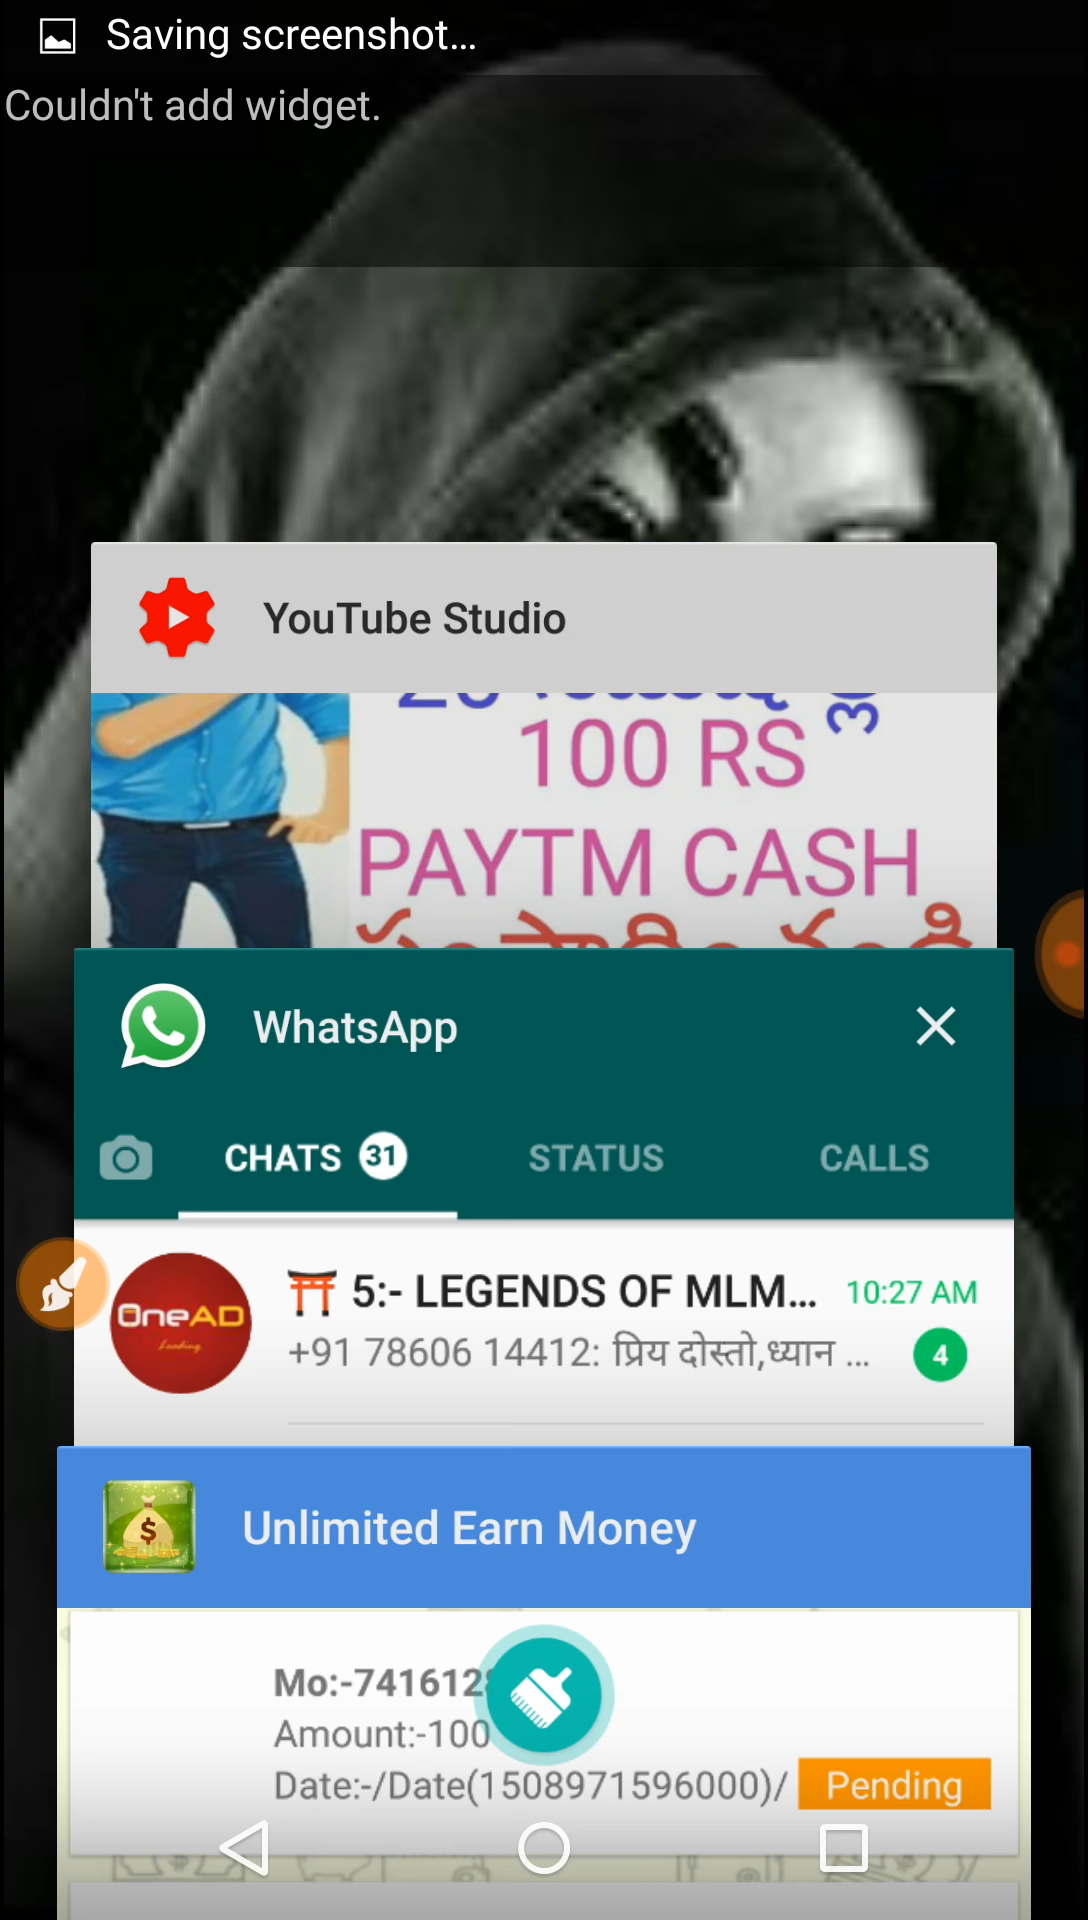 Saving screenshot...
Couldn't add widget.
YouTube Studio
100 RS
PAYTM CASH
WhatsApp
CHATS 31
STATUS
CALLS
OneAD
Loading
⛩ 5:- LEGENDS OF MLM...
10:27 AM
+91 78606 14412: प्रिय दोस्तो,ध्यान ...
4
Unlimited Earn Money
Mo:-741612
Amount:-100
Date:-/Date(1508971596000)/
Pending